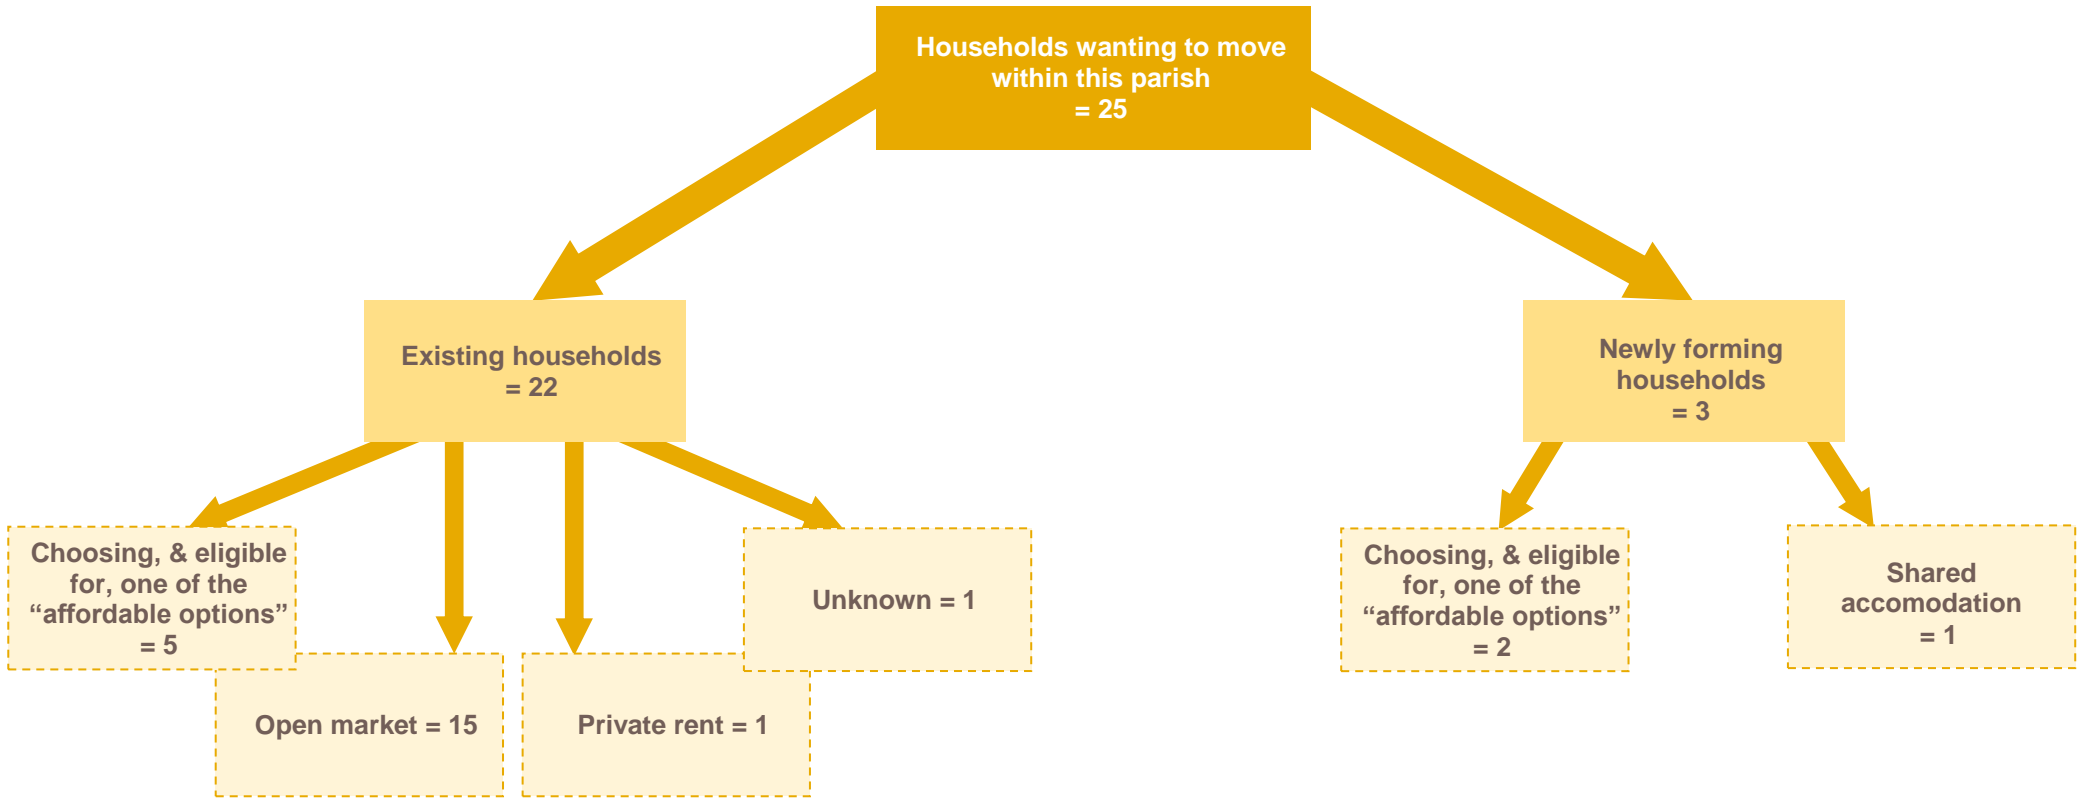 Households wanting to move
within this parish
= 25
Existing households
= 22
Newly forming
households
= 3
Choosing, & eligible
for, one of the
“affordable options”
= 5
Open market = 15
Private rent = 1
Unknown = 1
Choosing, & eligible
for, one of the
“affordable options”
= 2
Shared
accomodation
= 1